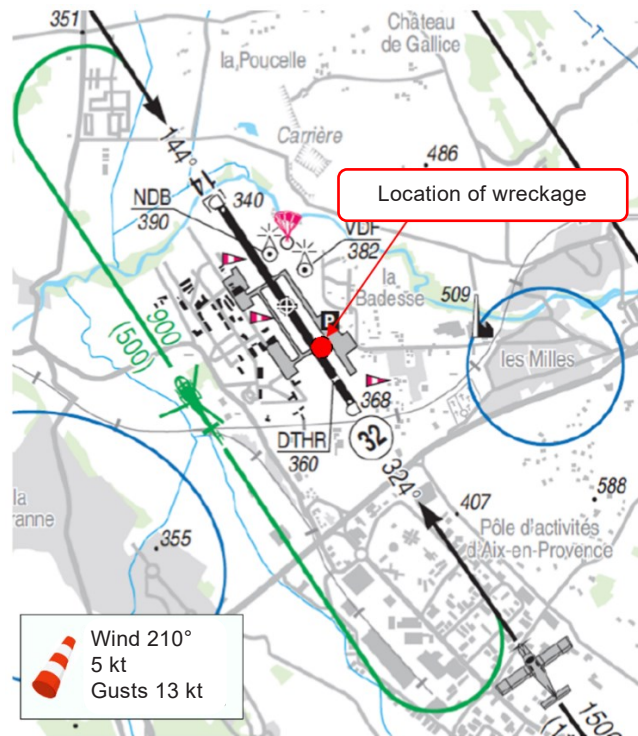 351
Château
de Gallice
la Poucelle
144°
Carrière
486
Location of wreckage
NDB
390
340
VDF
382
la
Badesse
509
P
les Milles
900
(500)
368
DTHR
360
32
324°
407
588
la
ranne
355
Pôle d'activités
d'Aix-en-Provence
Wind 210°
5 kt
Gusts 13 kt